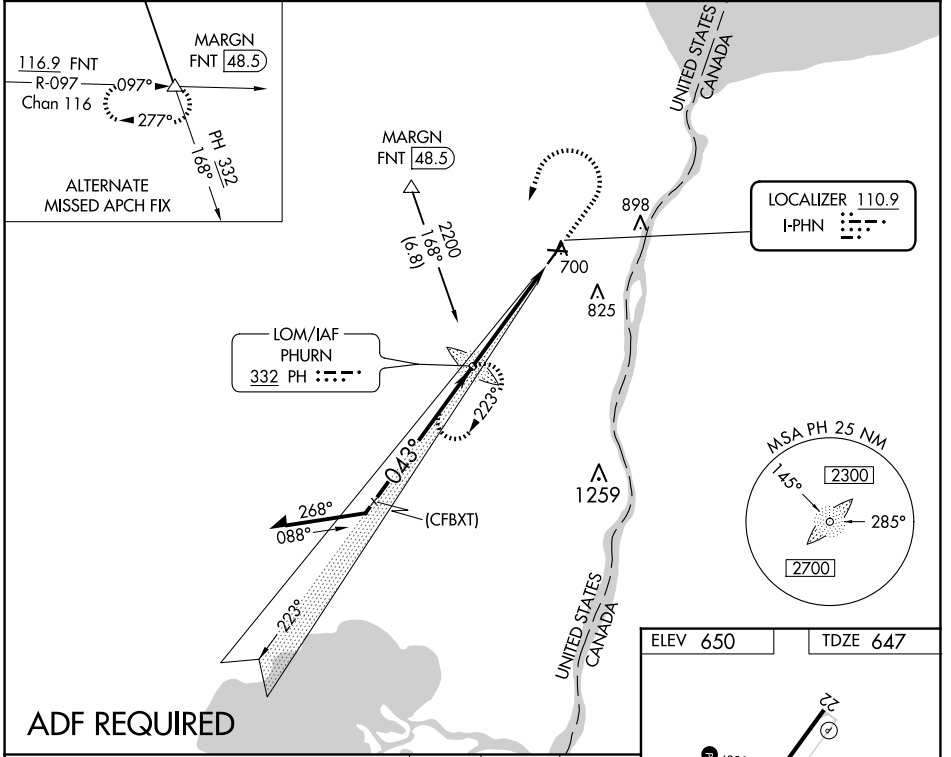 MARGN
FNT 48.5
116.9 FNT
R-097
097°
Chan 116
277°
PH 332
168°
ALTERNATE
MISSED APCH FIX
MARGN
FNT 48.5
2200
168°
(6.8)
UNITED STATES
CANADA
LOCALIZER 110.9
I-PHN
898
700
825
LOM/IAF
PHURN
332 PH
223°
043°
1259
MSA PH 25 NM
145°
2300
285°
2700
268°
088°
(CFBXT)
223°
UNITED STATES
CANADA
ELEV 650
TDZE 647
ADF REQUIRED
22
P